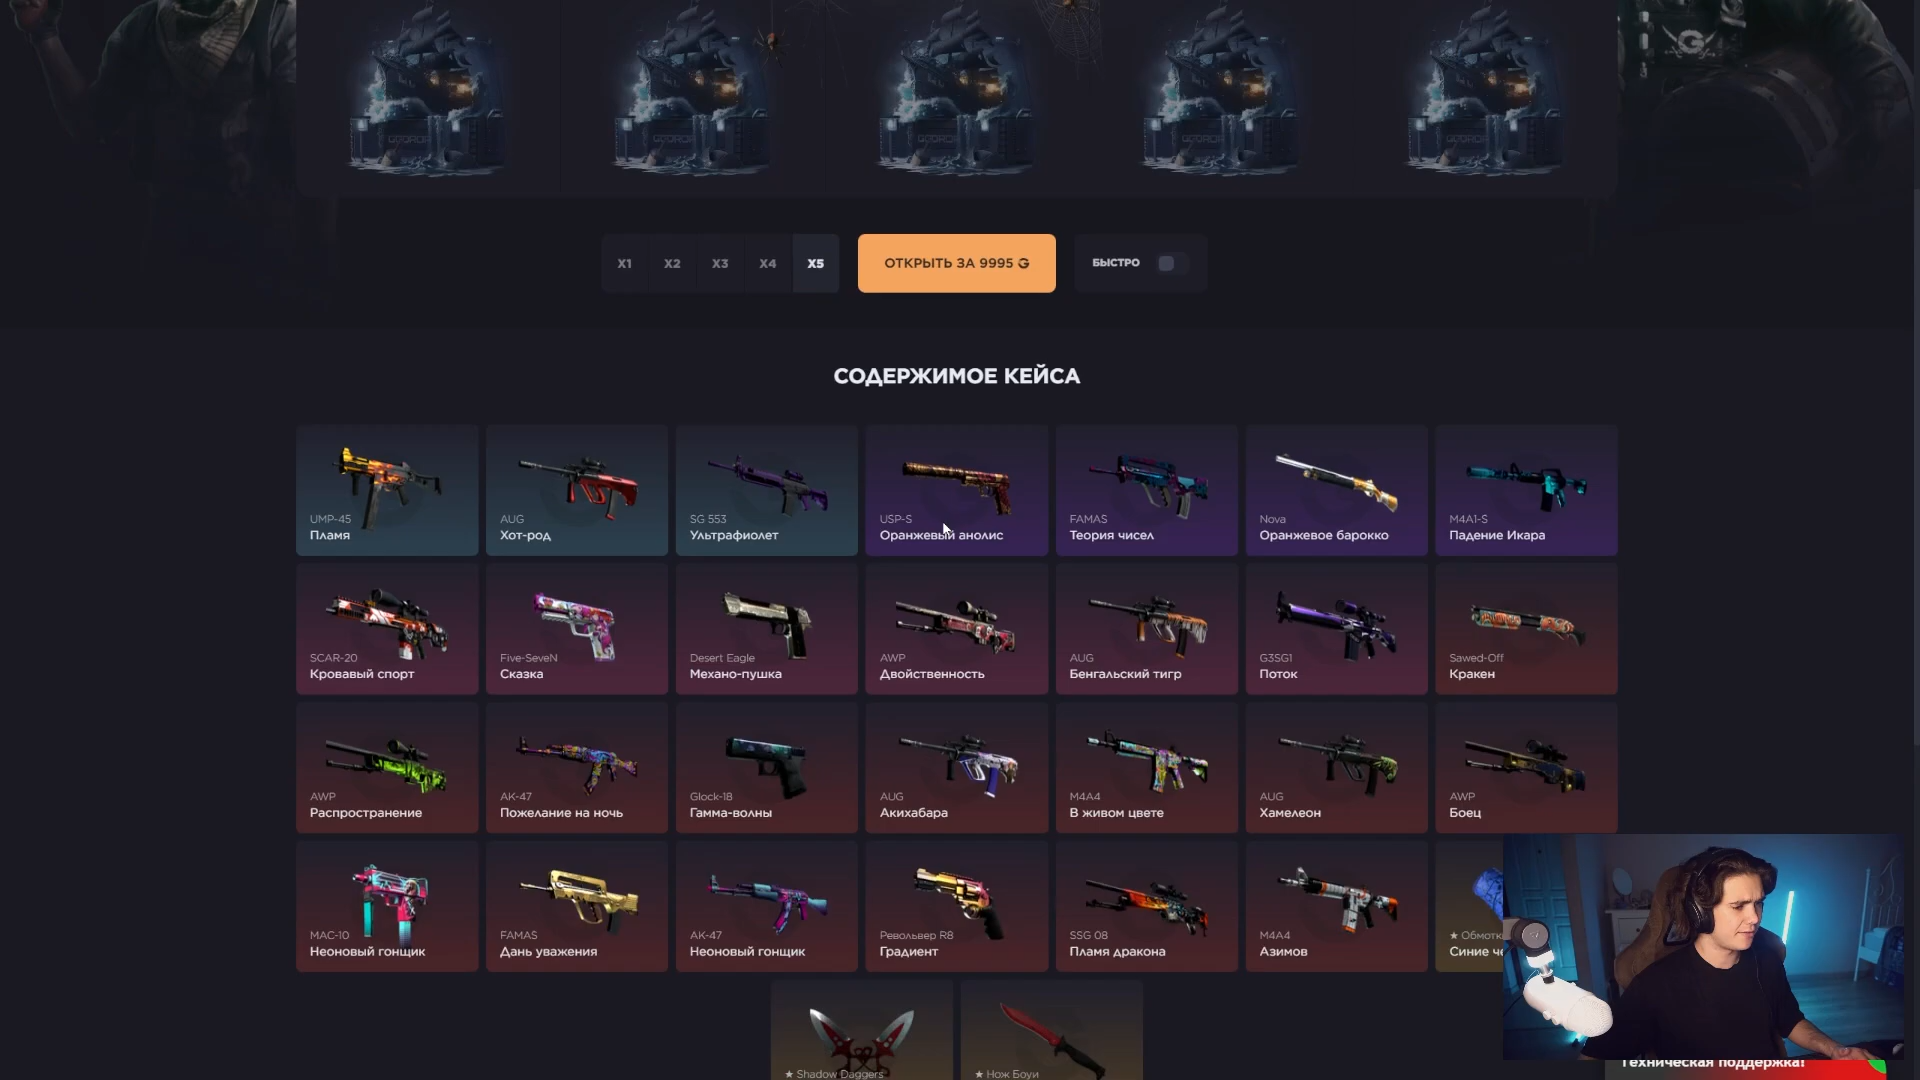 X1 X2 X3 X4 X5 ОТКРЫТЬ ЗА 9995 G БЫСТРО
СОДЕРЖИМОЕ КЕЙСА
UMP-45
Пламя
AUG
Хот-род
SG 553
Ультрафиолет
USP-S
Оранжевый анолис
FAMAS
Теория чисел
Nova
Оранжевое барокко
M4A1-S
Падение Икара
SCAR-20
Кровавый спорт
Five-SeveN
Сказка
Desert Eagle
Механо-пушка
AWP
Двойственность
AUG
Бенгальский тигр
G3SG1
Поток
Sawed-Off
Кракен
AWP
Распространение
AK-47
Пожелание на ночь
Glock-18
Гамма-волны
AUG
Акихабара
M4A4
В живом цвете
AUG
Хамелеон
AWP
Боец
MAC-10
Неоновый гонщик
FAMAS
Дань уважения
AK-47
Неоновый гонщик
Револьвер R8
Градиент
SSG 08
Пламя дракона
M4A4
Азимов
★ Обмотк
Синие че
★ Shadow Daggers
★ Нож Боуи
Техническая поддержка!